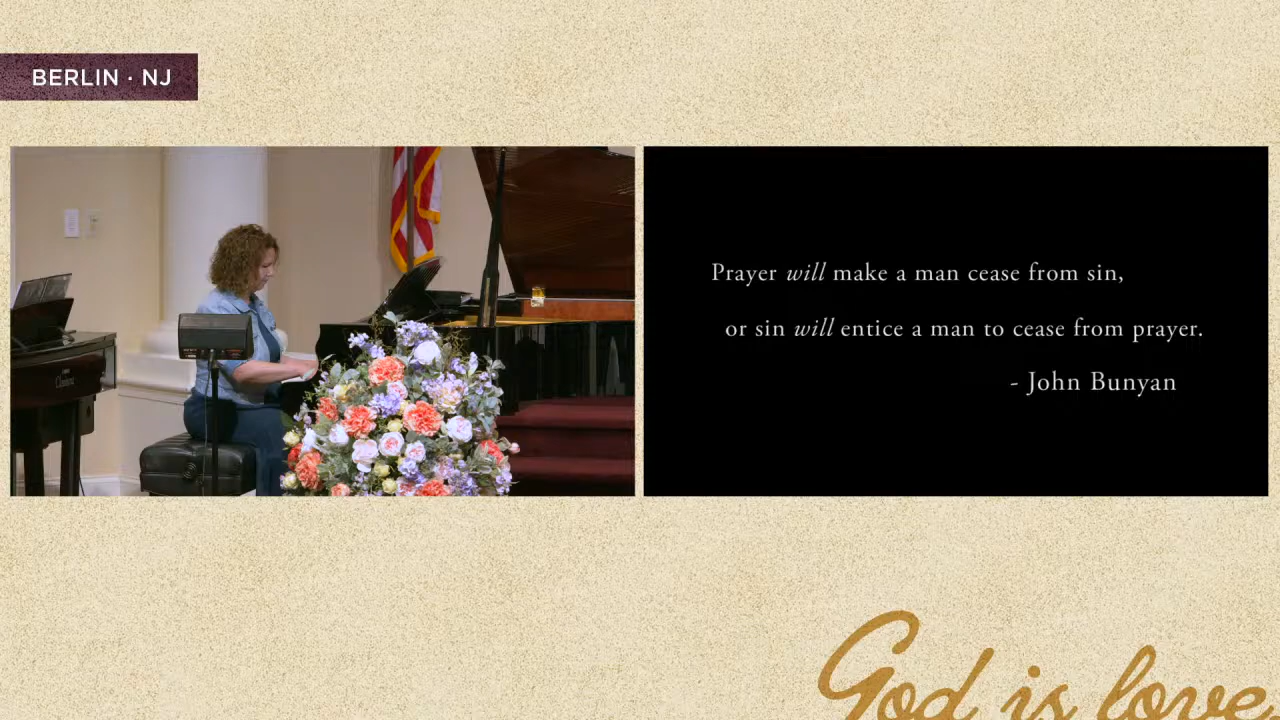 BERLIN · NJ
Prayer will make a man cease from sin,
or sin will entice a man to cease from prayer.
- John Bunyan
God is love